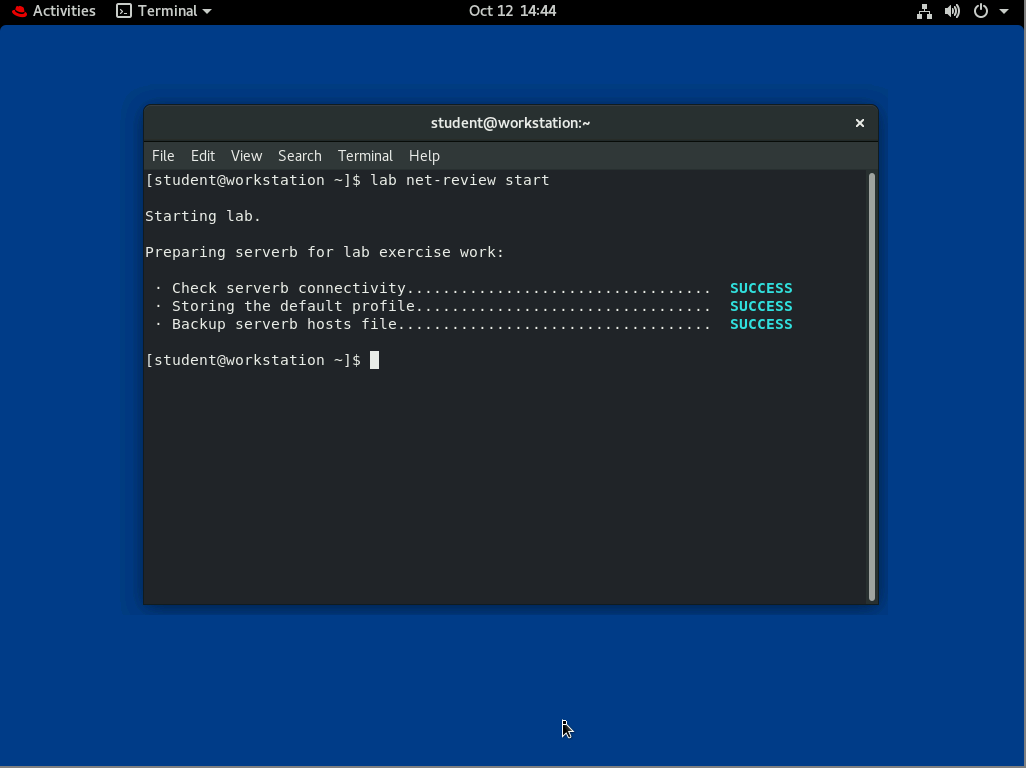 Activities Terminal Oct 12 14:44
student@workstation:~ ×
File Edit View Search Terminal Help
[student@workstation ~]$ lab net-review start
Starting lab.
Preparing serverb for lab exercise work:
· Check serverb connectivity.................................. SUCCESS
· Storing the default profile................................. SUCCESS
· Backup serverb hosts file................................... SUCCESS
[student@workstation ~]$